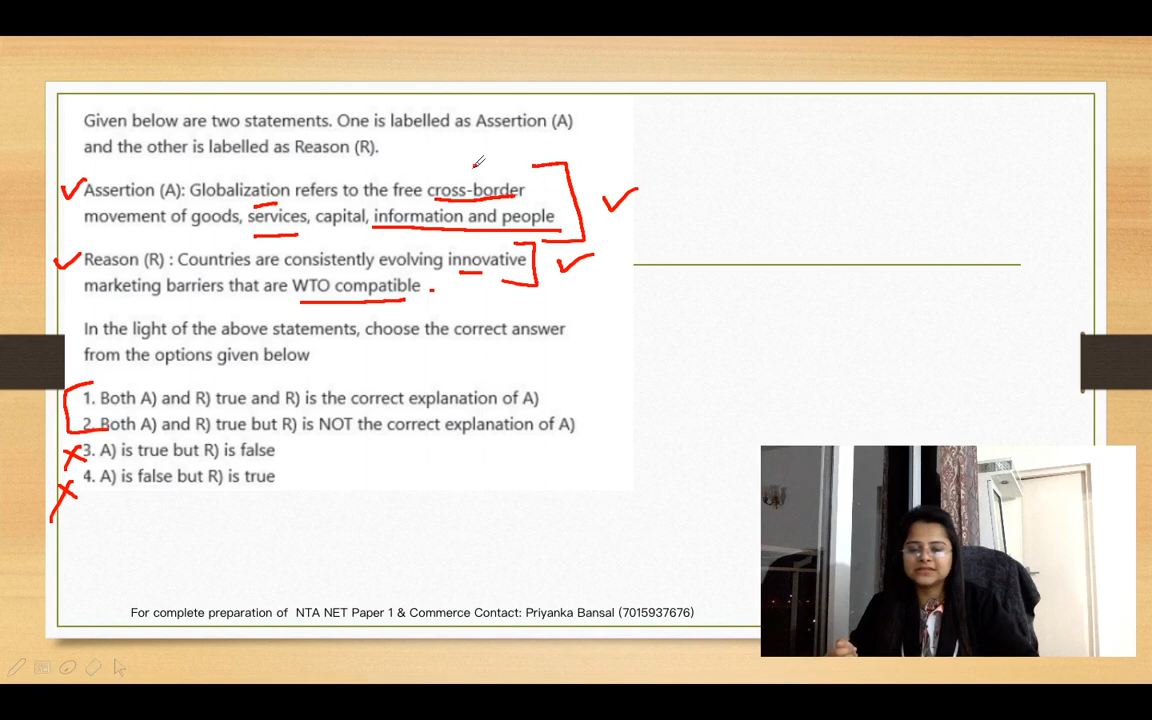 Given below are two statements. One is labelled as Assertion (A)
and the other is labelled as Reason (R).
Assertion (A): Globalization refers to the free cross-border
movement of goods, services, capital, information and people
Reason (R) : Countries are consistently evolving innovative
marketing barriers that are WTO compatible
In the light of the above statements, choose the correct answer
from the options given below
1. Both A) and R) true and R) is the correct explanation of A)
2. Both A) and R) true but R) is NOT the correct explanation of A)
3. A) is true but R) is false
4. A) is false but R) is true
For complete preparation of NTA NET Paper 1 & Commerce Contact: Priyanka Bansal (7015937676)